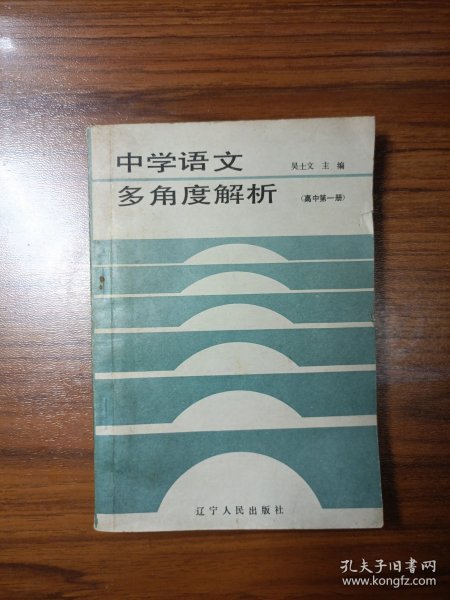 中学语文
吴士文 主编
多角度解析
(高中第一册)
辽宁人民出版社
孔夫子旧书网
www.kongfz.com